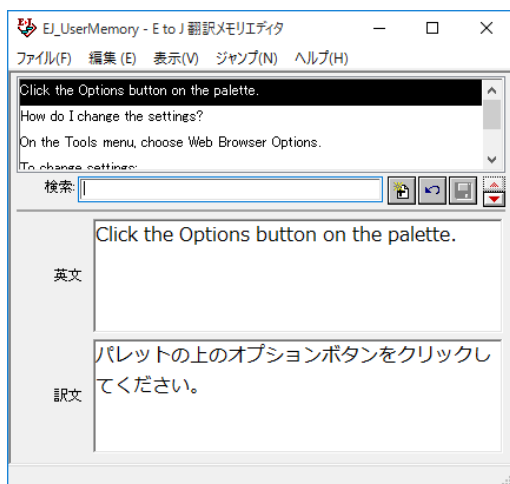 EJ_UserMemory - E to J 翻訳メモリエディタ
ファイル(F) 編集(E) 表示(V) ジャンプ(N) ヘルプ(H)
Click the Options button on the palette.
How do I change the settings?
On the Tools menu, choose Web Browser Options.
To change settings:
検索:
Click the Options button on the palette.
英文
パレットの上のオプションボタンをクリックし
てください。
訳文